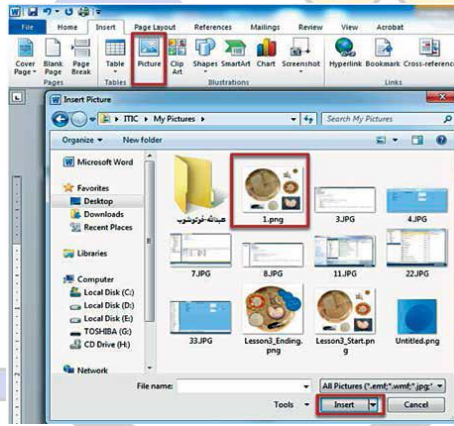 File Home Insert Page Layout References Mailings Review View Acrobat
Cover Page Blank Page Page Break Table Picture Clip Art Shapes SmartArt Chart Screenshot Hyperlink Bookmark Cross-reference
Pages Tables Illustrations Links
Insert Picture
ITIC My Pictures Search My Pictures
Organize New folder
Microsoft Word
Favorites
Desktop
Downloads
Recent Places
Libraries
Computer
Local Disk (C:)
Local Disk (D:)
Local Disk (E:)
TOSHIBA (G:)
CD Drive (H:)
Network
1.png 3.JPG 4.JPG
7.JPG 8.JPG 11.JPG 22.JPG
33.JPG Lesson3_Ending.png Lesson3_Start.png Untitled.png
File name: All Pictures (*.emf;*.wmf;*.jpg;*
Tools Insert Cancel